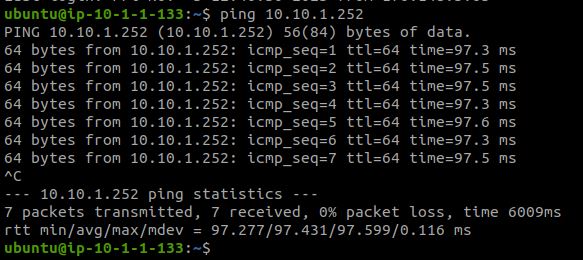 ubuntu@ip-10-1-1-133:~$ ping 10.10.1.252
PING 10.10.1.252 (10.10.1.252) 56(84) bytes of data.
64 bytes from 10.10.1.252: icmp_seq=1 ttl=64 time=97.3 ms
64 bytes from 10.10.1.252: icmp_seq=2 ttl=64 time=97.5 ms
64 bytes from 10.10.1.252: icmp_seq=3 ttl=64 time=97.5 ms
64 bytes from 10.10.1.252: icmp_seq=4 ttl=64 time=97.3 ms
64 bytes from 10.10.1.252: icmp_seq=5 ttl=64 time=97.6 ms
64 bytes from 10.10.1.252: icmp_seq=6 ttl=64 time=97.3 ms
64 bytes from 10.10.1.252: icmp_seq=7 ttl=64 time=97.5 ms
^C
--- 10.10.1.252 ping statistics ---
7 packets transmitted, 7 received, 0% packet loss, time 6009ms
rtt min/avg/max/mdev = 97.277/97.431/97.599/0.116 ms
ubuntu@ip-10-1-1-133:~$